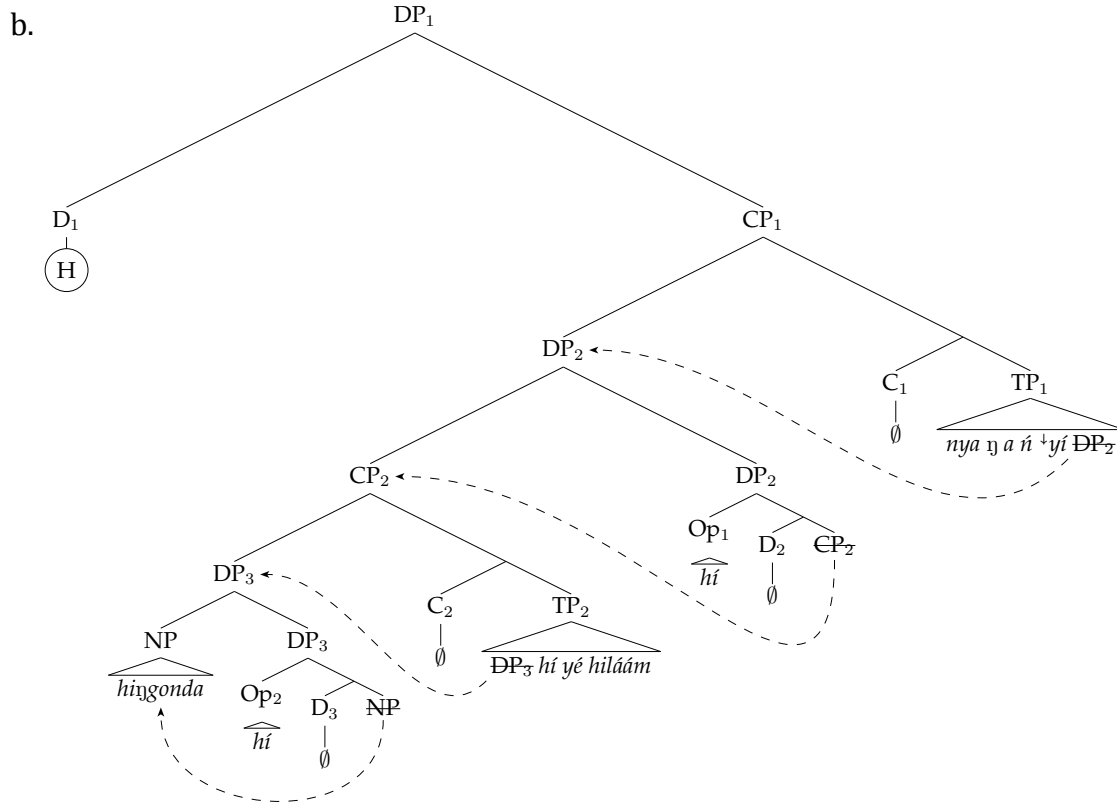 b.
DP₁
D₁ CP₁
H
DP₂
C₁ TP₁
∅ nya ŋ a ń ↓yí DP₂
CP₂ DP₂
Op₁ D₂ CP₂
hí ∅
DP₃
C₂ TP₂
∅ DP₃ hí yé hiláám
NP DP₃
hiŋgonda Op₂ D₃ NP
hí ∅